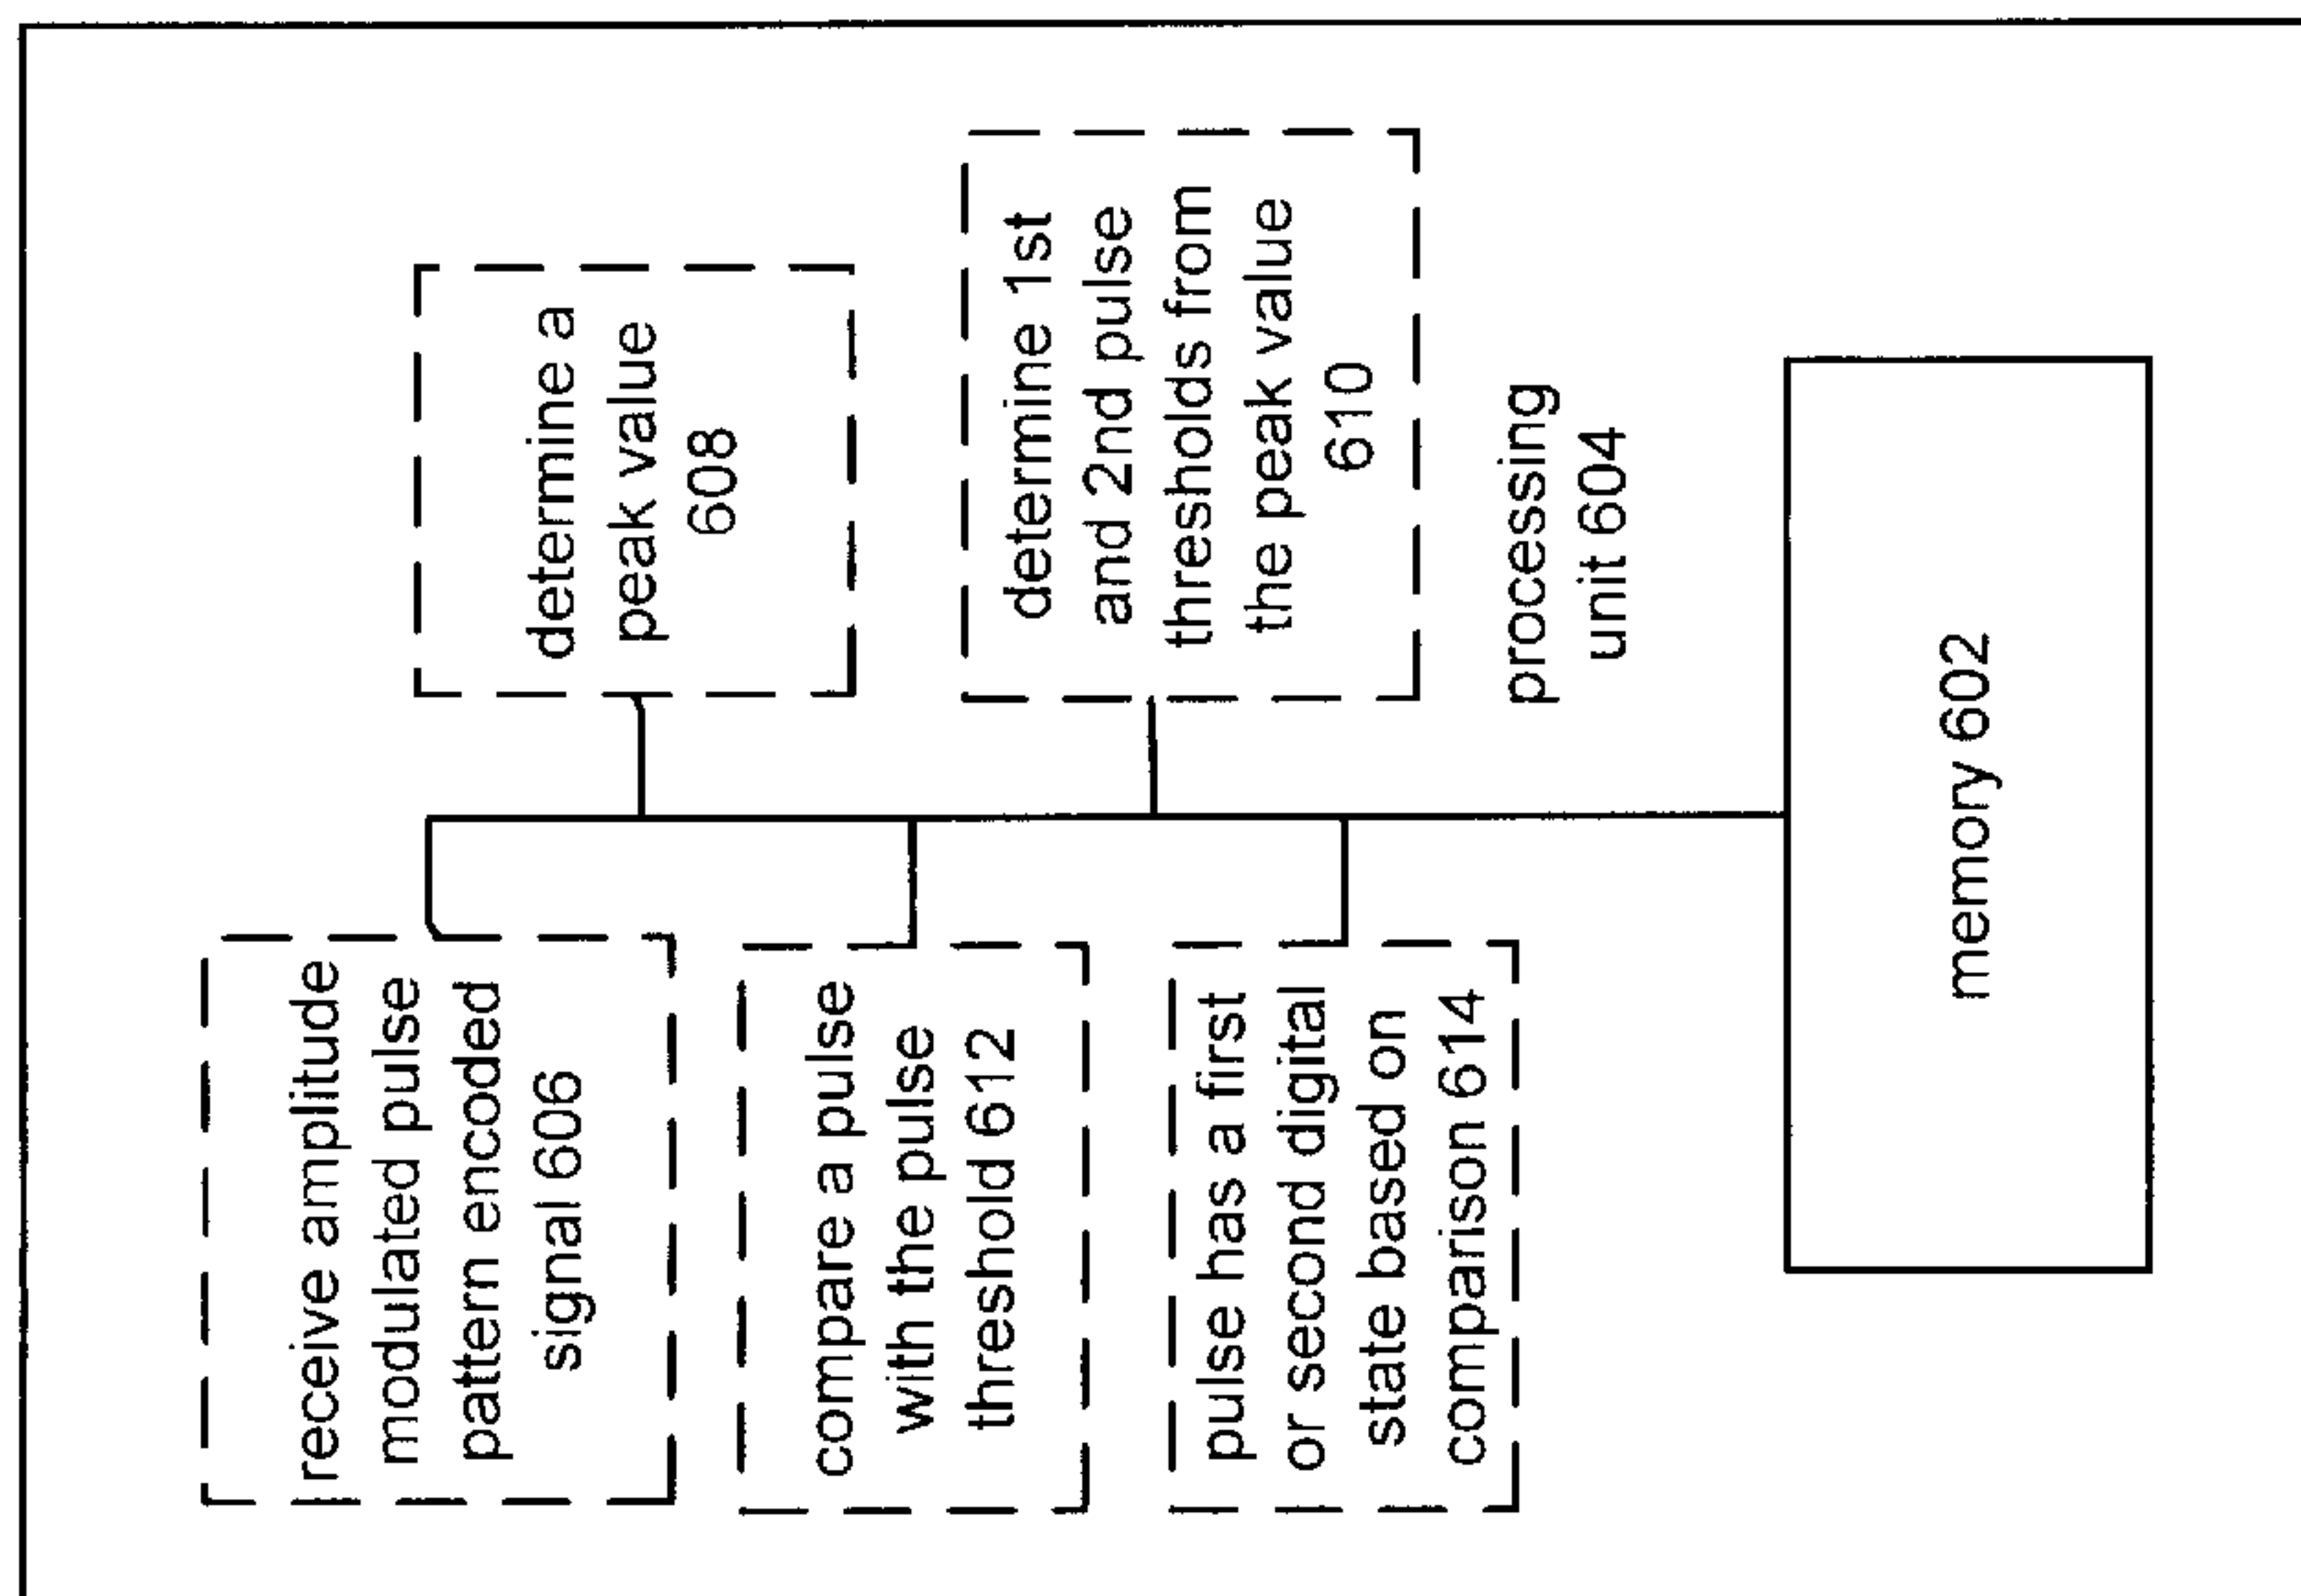 receive amplitude
modulated pulse
pattern encoded
signal 606
determine a
peak value
608
compare a pulse
with the pulse
threshold 612
determine 1st
and 2nd pulse
thresholds from
the peak value
610
pulse has a first
or second digital
state based on
comparison 614
processing
unit 604
memory 602